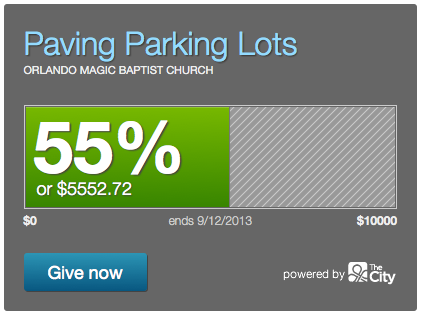 Paving Parking Lots
ORLANDO MAGIC BAPTIST CHURCH
55%
or $5552.72
$0 ends 9/12/2013 $10000
Give now
powered by The City